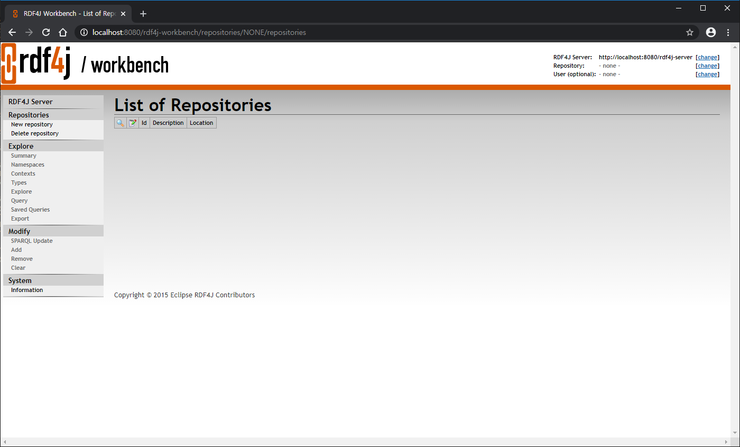 RDF4J Workbench - List of Rep
localhost:8080/rdf4j-workbench/repositories/NONE/repositories
rdf4j / workbench
RDF4J Server: http://localhost:8080/rdf4j-server [change]
Repository: - none - [change]
User (optional): - none - [change]
RDF4J Server
Repositories
New repository
Delete repository
Explore
Summary
Namespaces
Contexts
Types
Explore
Query
Saved Queries
Export
Modify
SPARQL Update
Add
Remove
Clear
System
Information
List of Repositories
Id Description Location
Copyright © 2015 Eclipse RDF4J Contributors